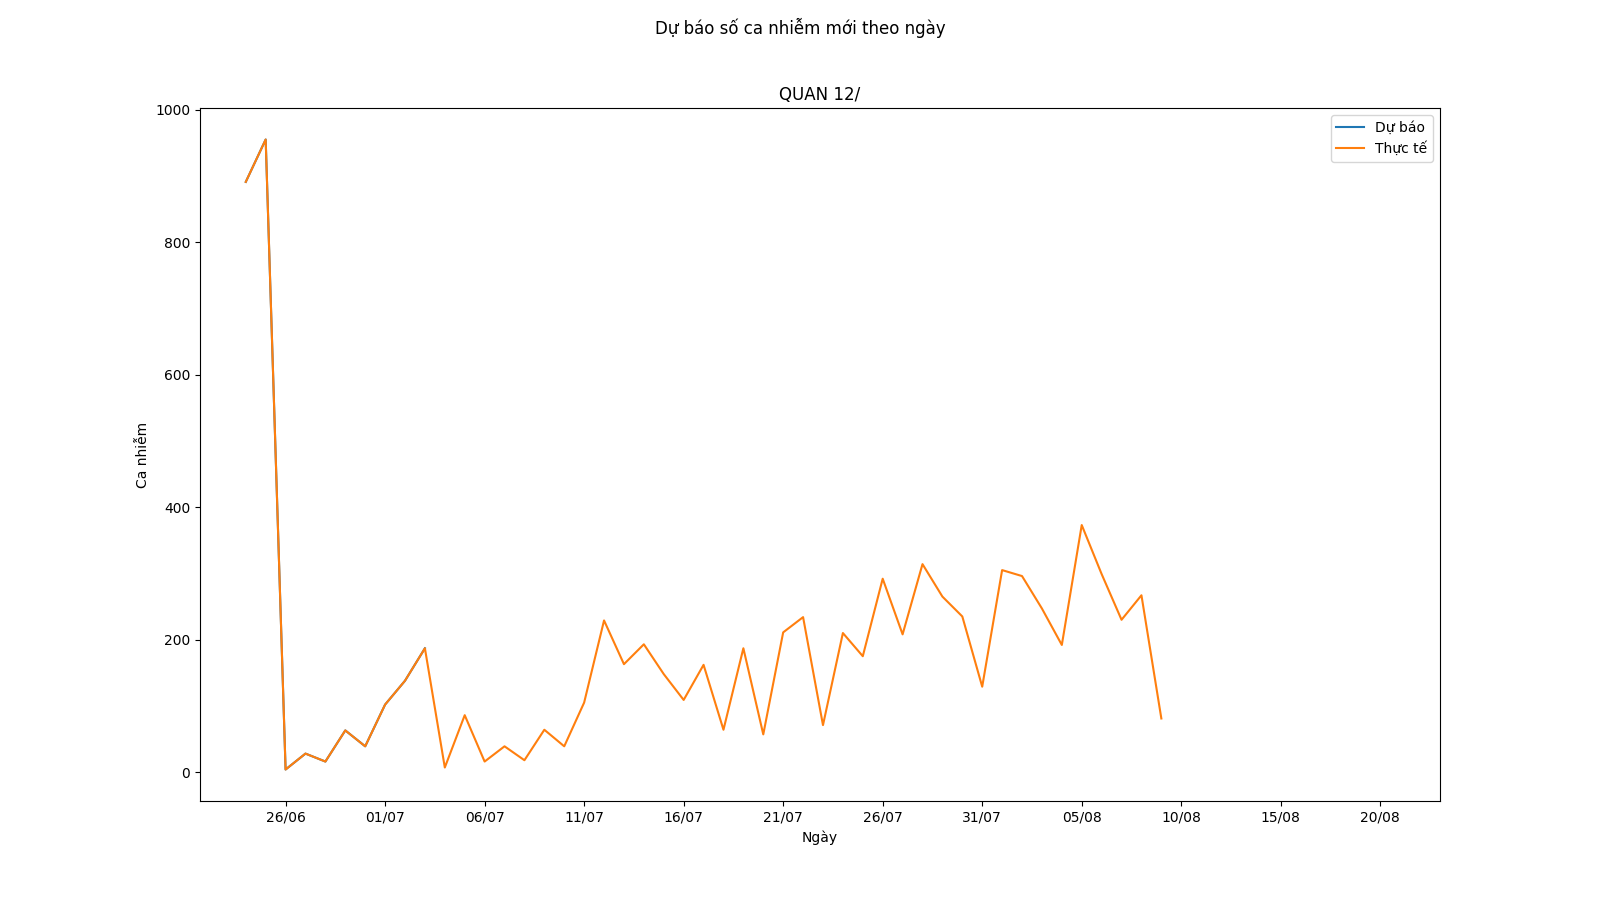 Dự báo số ca nhiễm mới theo ngày
QUAN 12/
1000
800
600
400
200
0
Ca nhiễm
Dự báo
Thực tế
26/06 01/07 06/07 11/07 16/07 21/07 26/07 31/07 05/08 10/08 15/08 20/08
Ngày